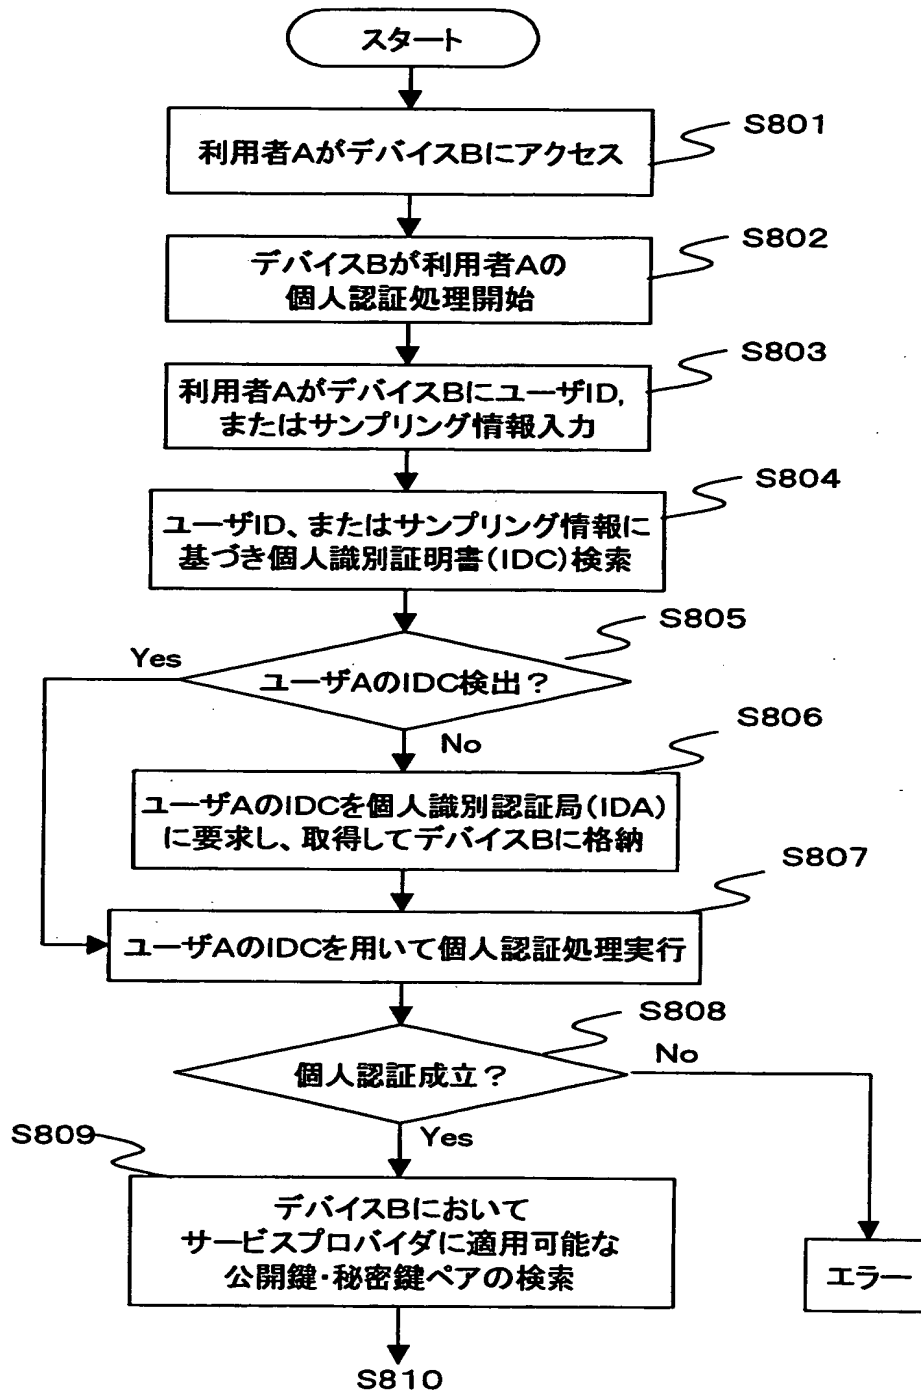 スタート
S801
利用者AがデバイスBにアクセス
S802
デバイスBが利用者Aの
個人認証処理開始
S803
利用者AがデバイスBにユーザID,
またはサンプリング情報入力
S804
ユーザID、またはサンプリング情報に
基づき個人識別証明書(IDC)検索
S805
Yes
ユーザAのIDC検出？
No
S806
ユーザAのIDCを個人識別認証局(IDA)
に要求し、取得してデバイスBに格納
S807
ユーザAのIDCを用いて個人認証処理実行
S808
No
個人認証成立？
Yes
S809
デバイスBにおいて
サービスプロバイダに適用可能な
公開鍵・秘密鍵ペアの検索
エラー
S810